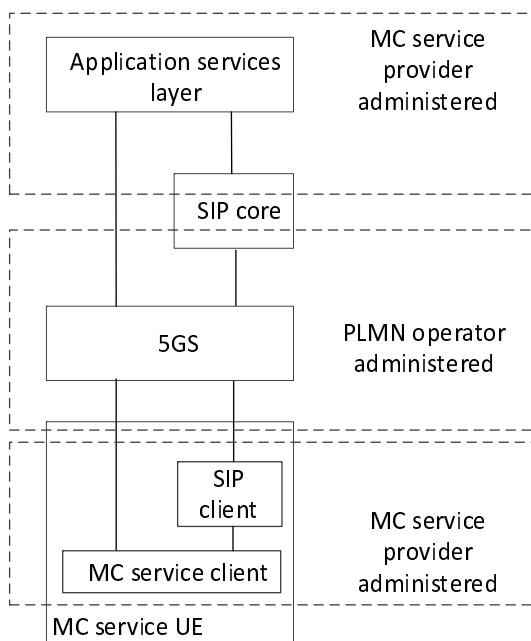 Application services
layer
MC service
provider
administered
SIP core
5GS
PLMN operator
administered
SIP
client
MC service client
MC service
provider
administered
MC service UE